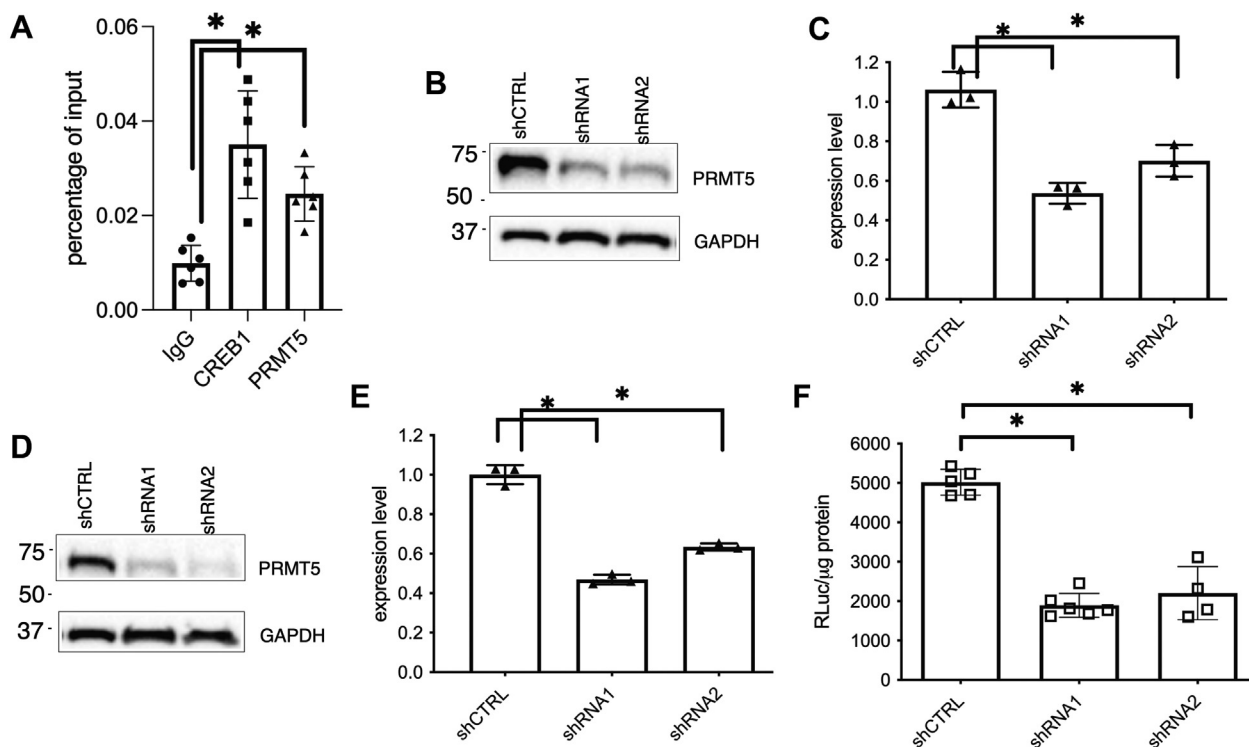 A
percentage of input
0.06
0.04
0.02
0.00
* *
IgG
CREB1
PRMT5
B
shCTRL
shRNA1
shRNA2
75-
50-
37-
PRMT5
GAPDH
C
expression level
1.2
1.0
0.8
0.6
0.4
0.2
0.0
* *
shCTRL
shRNA1
shRNA2
D
shCTRL
shRNA1
shRNA2
75-
50-
37-
PRMT5
GAPDH
E
expression level
1.2
1.0
0.8
0.6
0.4
0.2
0.0
* *
shCTRL
shRNA1
shRNA2
F
RLuc/µg protein
6000
5000
4000
3000
2000
1000
0
* *
shCTRL
shRNA1
shRNA2